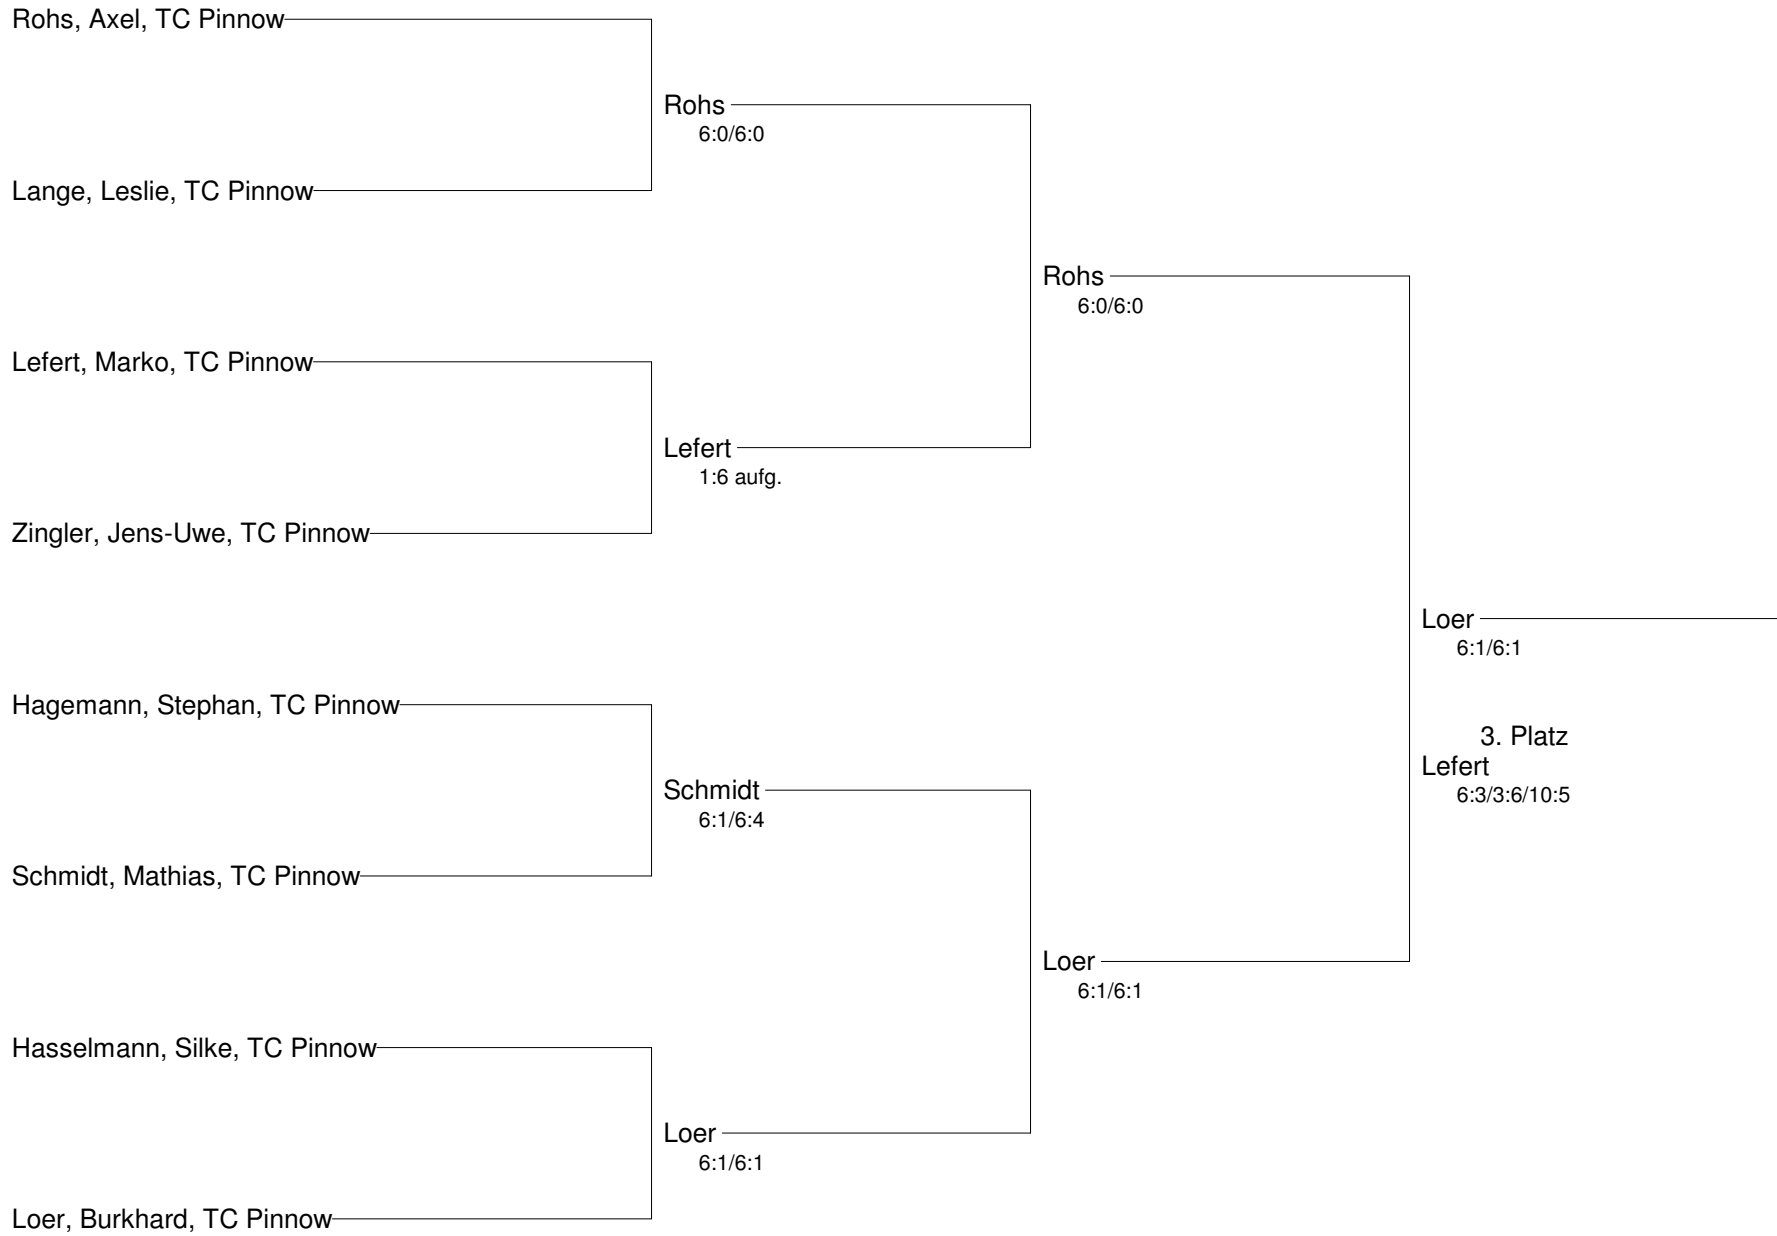 Rohs, Axel, TC Pinnow
Rohs
6:0/6:0
Lange, Leslie, TC Pinnow
Rohs
6:0/6:0
Lefert, Marko, TC Pinnow
Lefert
1:6 aufg.
Zingler, Jens-Uwe, TC Pinnow
Loer
6:1/6:1
Hagemann, Stephan, TC Pinnow
3. Platz
Lefert
6:3/3:6/10:5
Schmidt
6:1/6:4
Schmidt, Mathias, TC Pinnow
Loer
6:1/6:1
Hasselmann, Silke, TC Pinnow
Loer
6:1/6:1
Loer, Burkhard, TC Pinnow